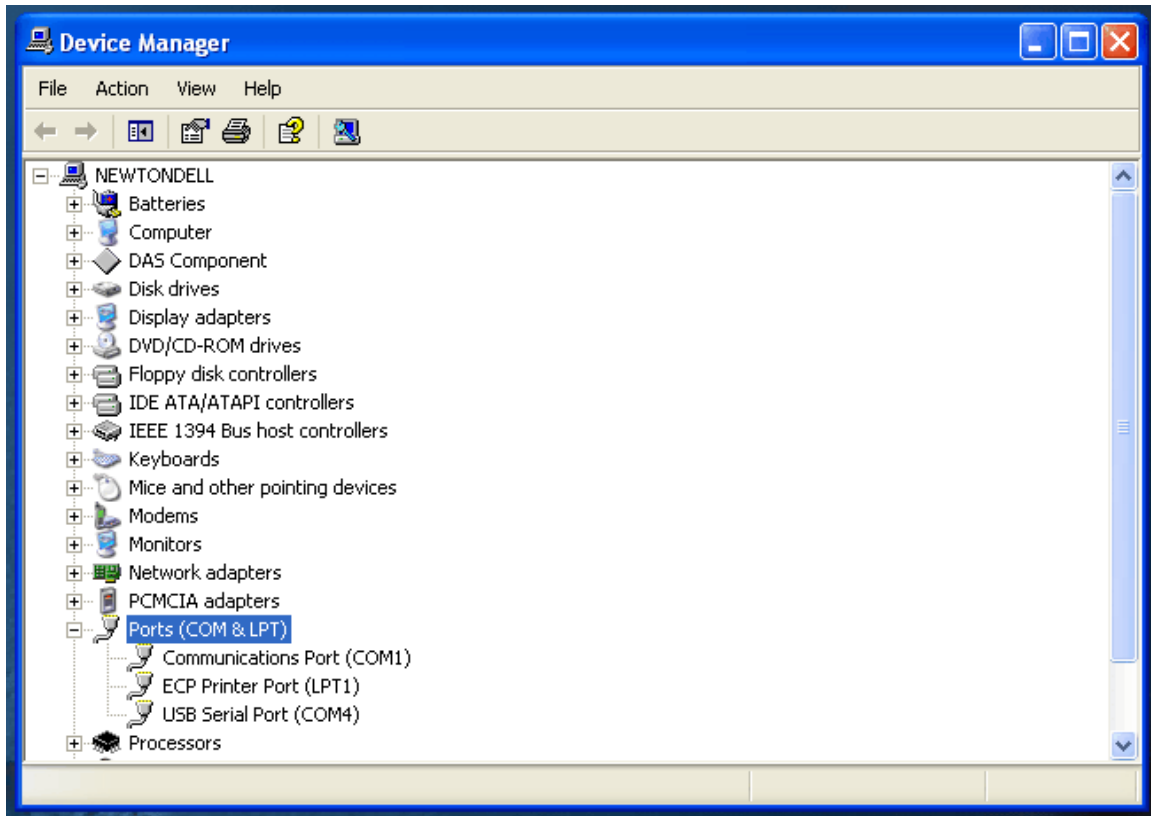 Device Manager
File Action View Help
NEWTONDELL
Batteries
Computer
DAS Component
Disk drives
Display adapters
DVD/CD-ROM drives
Floppy disk controllers
IDE ATA/ATAPI controllers
IEEE 1394 Bus host controllers
Keyboards
Mice and other pointing devices
Modems
Monitors
Network adapters
PCMCIA adapters
Ports (COM & LPT)
Communications Port (COM1)
ECP Printer Port (LPT1)
USB Serial Port (COM4)
Processors